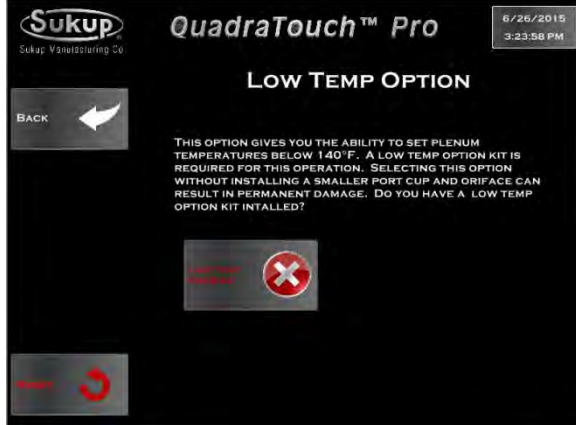 Sukup
Sukup Manufacturing Co.
QuadraTouch™ Pro
6/26/2015
3:23:58 PM
LOW TEMP OPTION
BACK
THIS OPTION GIVES YOU THE ABILITY TO SET PLENUM
TEMPERATURES BELOW 140°F. A LOW TEMP OPTION KIT IS
REQUIRED FOR THIS OPERATION. SELECTING THIS OPTION
WITHOUT INSTALLING A SMALLER PORT CUP AND ORIFACE CAN
RESULT IN PERMANENT DAMAGE. DO YOU HAVE A LOW TEMP
OPTION KIT INTALLED?